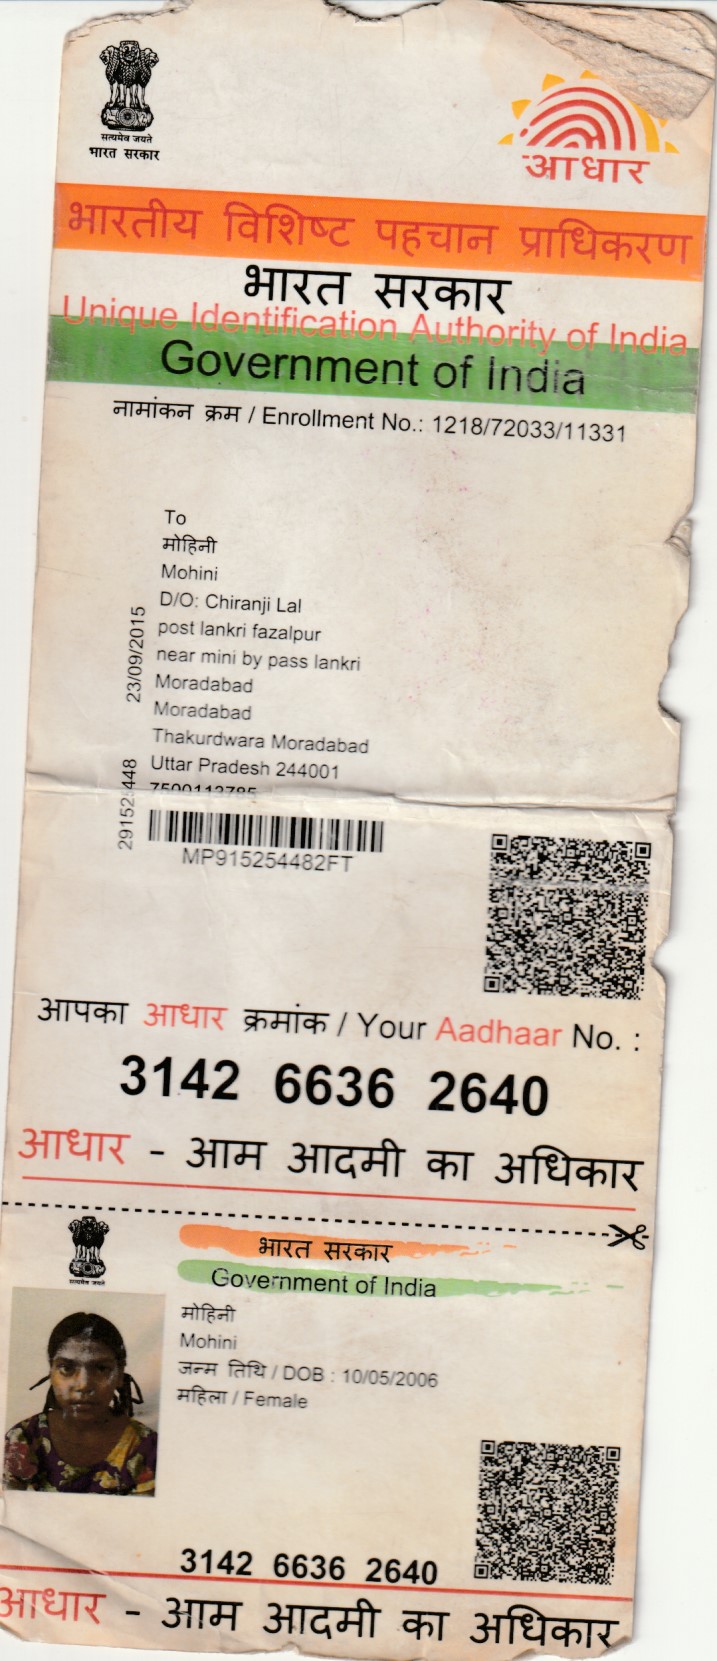 सत्यमेव जयते
भारत सरकार
आधार
भारतीय विशिष्ट पहचान प्राधिकरण
भारत सरकार
Unique Identification Authority of India
Government of India
नामांकन क्रम / Enrollment No.: 1218/72033/11331
To
मोहिनी
Mohini
D/O: Chiranji Lal
post lankri fazalpur
near mini by pass lankri
Moradabad
Moradabad
Thakurdwara Moradabad
Uttar Pradesh 244001
23/09/2015
MP915254482FT
आपका आधार क्रमांक / Your Aadhaar No. :
3142 6636 2640
आधार - आम आदमी का अधिकार
सत्यमेव जयते
भारत सरकार
Government of India
मोहिनी
Mohini
जन्म तिथि / DOB : 10/05/2006
महिला / Female
3142 6636 2640
आधार - आम आदमी का अधिकार